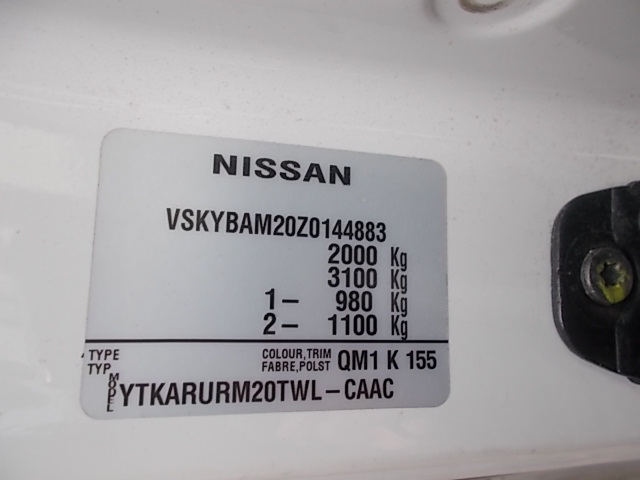 NISSAN
VSKYBAM20Z0144883
2000 Kg
3100 Kg
1- 980 Kg
2- 1100 Kg
TYPE COLOUR,TRIM QM1 K 155
TYP FABRE,POLST
MODEL YTKARURM20TWL-CAAC